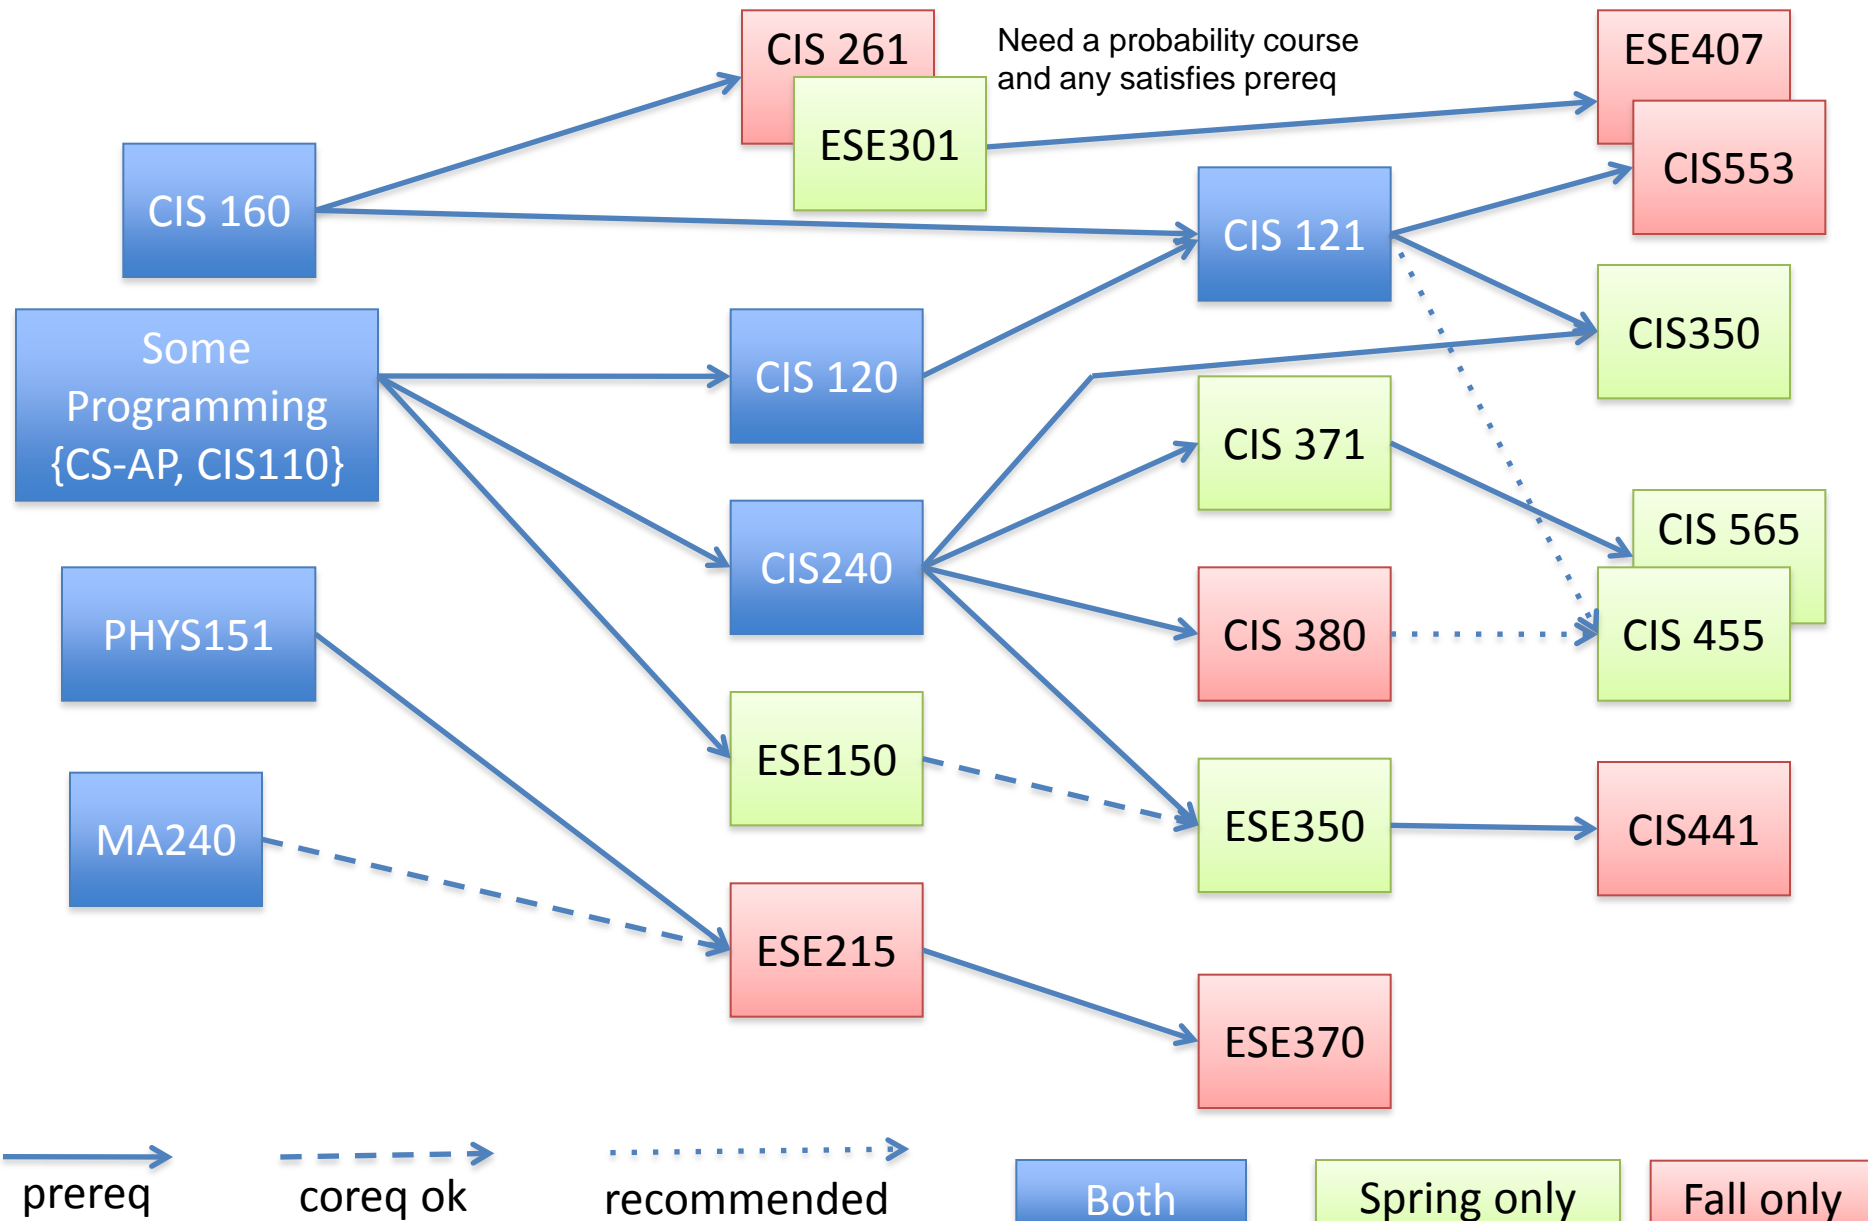 CIS 261
ESE301
Need a probability course
and any satisfies prereq
ESE407
CIS553
CIS 160
CIS 121
Some
Programming
{CS-AP, CIS110}
CIS 120
CIS350
CIS 371
CIS240
CIS 565
CIS 455
PHYS151
CIS 380
ESE150
MA240
ESE350
CIS441
ESE215
ESE370
prereq
coreq ok
recommended
Both
Spring only
Fall only